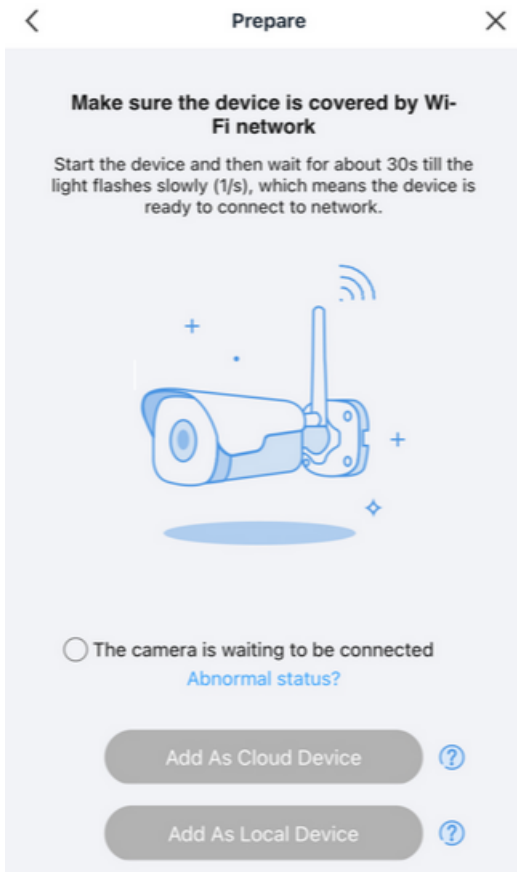 Prepare
Make sure the device is covered by Wi-
Fi network
Start the device and then wait for about 30s till the
light flashes slowly (1/s), which means the device is
ready to connect to network.
The camera is waiting to be connected
Abnormal status?
Add As Cloud Device ?
Add As Local Device ?